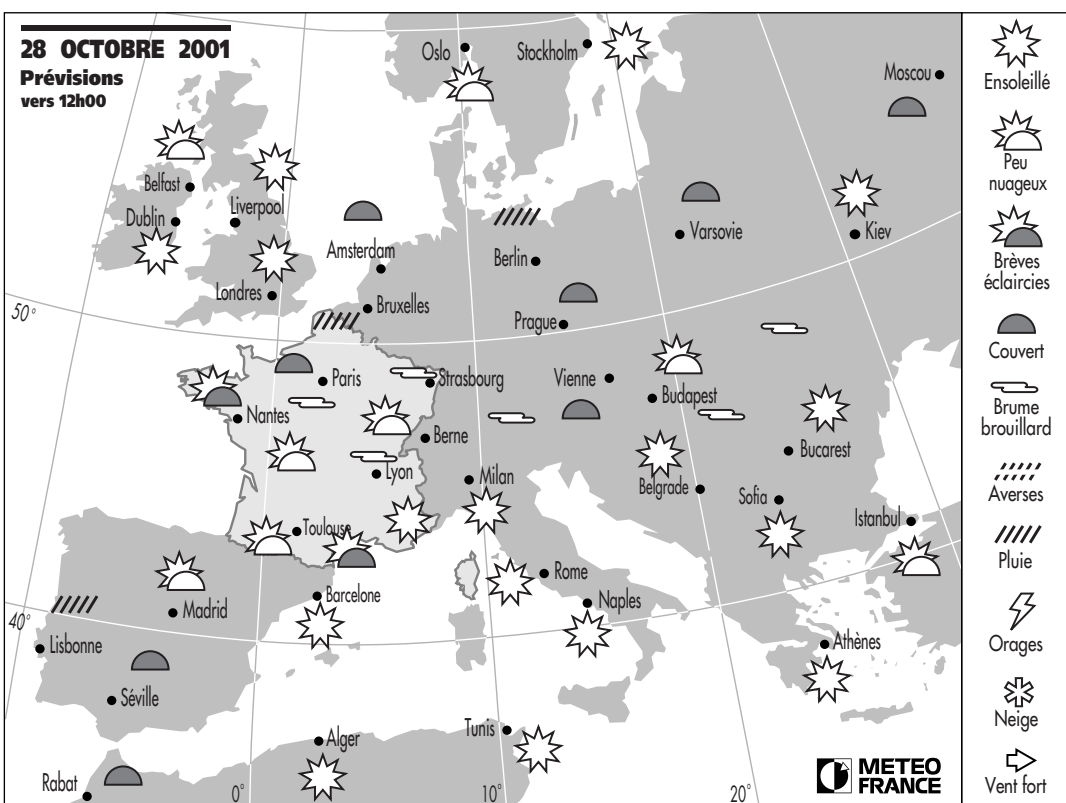 28 OCTOBRE 2001
Prévisions
vers 12h00
Oslo
Stockholm
Moscou
Belfast
Dublin
Liverpool
Amsterdam
Londres
Bruxelles
Berlin
Varsovie
Kiev
50°
Prague
Paris
Strasbourg
Vienne
Budapest
Nantes
Berne
Bucarest
Lyon
Milan
Belgrade
Sofia
Istanbul
Toulouse
Rome
Barcelone
Naples
Madrid
40°
Lisbonne
Athènes
Séville
Tunis
Alger
Rabat
0°
10°
20°
METEO
FRANCE
Ensoleillé
Peu
nuageux
Brèves
éclaircies
Couvert
Brume
brouillard
Averses
Pluie
Orages
Neige
Vent fort